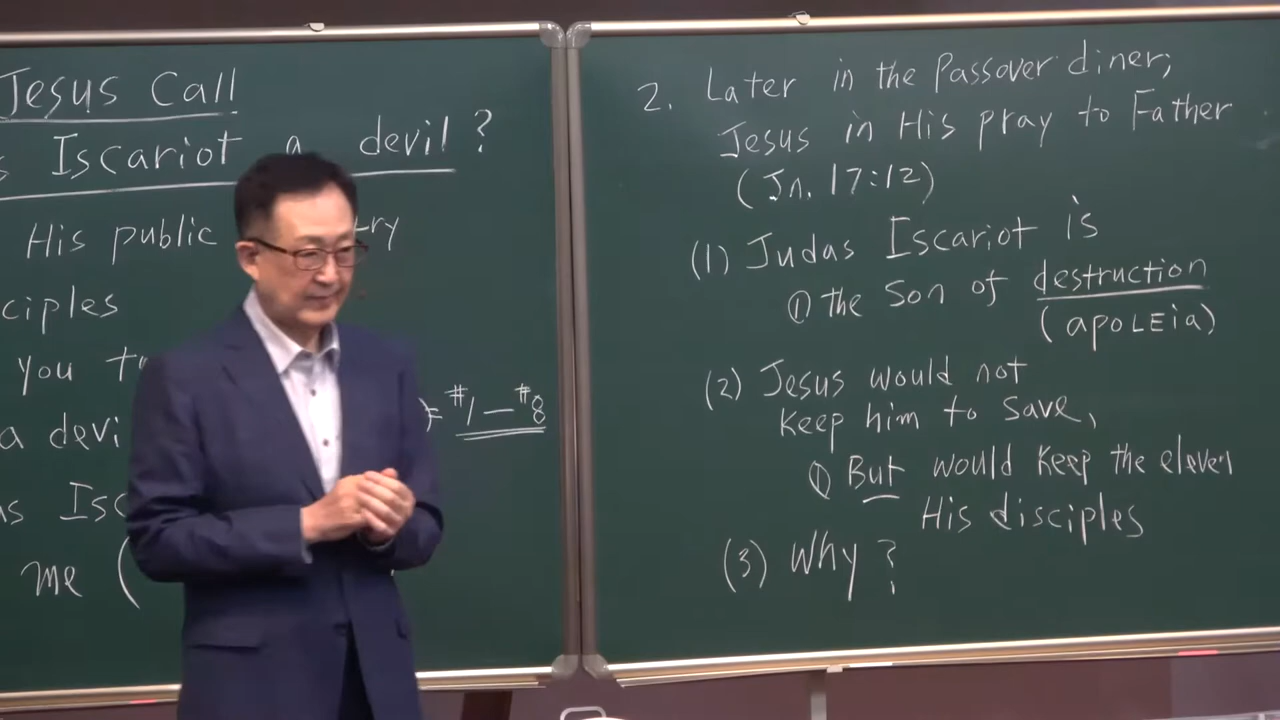 Jesus Call
Iscariot a devil?
His public
ciples
you
#1 — #8
a devi
Isc
me (
2. Later in the Passover diner,
Jesus in His pray to Father
(Jn. 17:12)
(1) Judas Iscariot is
① the Son of destruction
(apoLEia)
(2) Jesus would not
keep him to save,
① But would keep the eleven
His disciples
(3) Why?